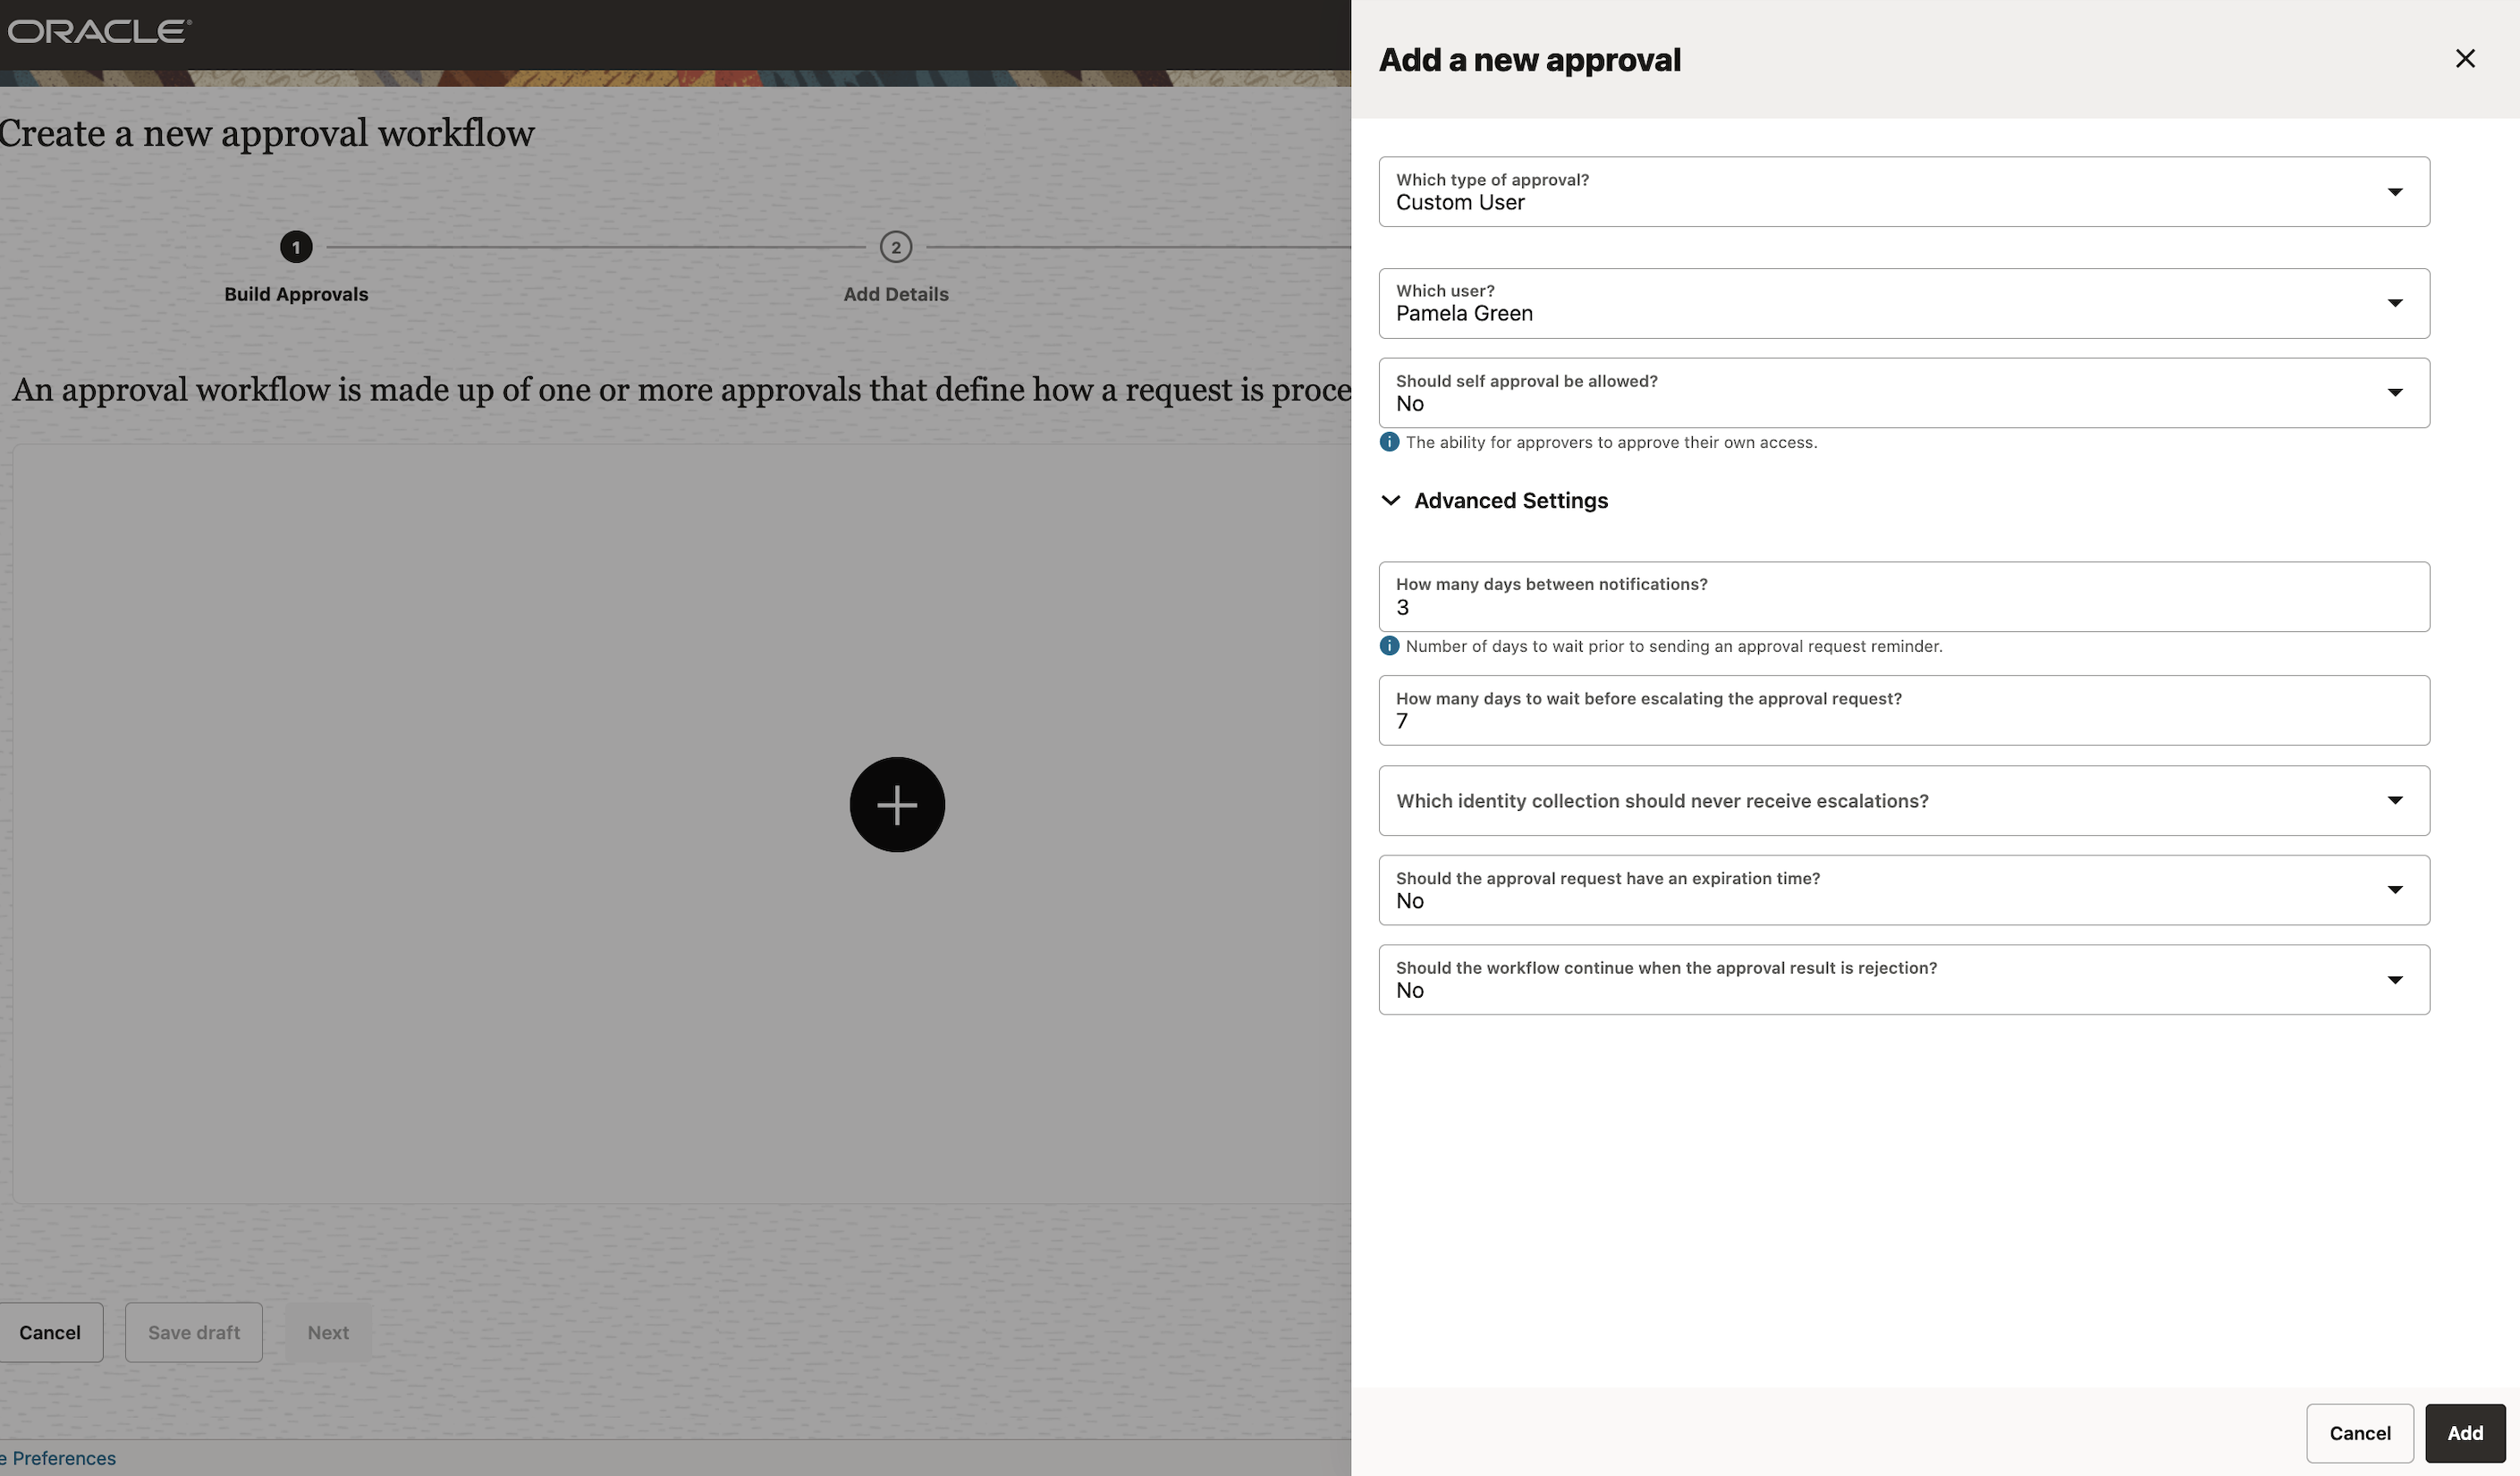 ORACLE
Create a new approval workflow
1
2
Build Approvals
Add Details
An approval workflow is made up of one or more approvals that define how a request is proce
Cancel
Save draft
Next
e Preferences
Add a new approval
Which type of approval?
Custom User
Which user?
Pamela Green
Should self approval be allowed?
No
The ability for approvers to approve their own access.
Advanced Settings
How many days between notifications?
3
Number of days to wait prior to sending an approval request reminder.
How many days to wait before escalating the approval request?
7
Which identity collection should never receive escalations?
Should the approval request have an expiration time?
No
Should the workflow continue when the approval result is rejection?
No
Cancel
Add